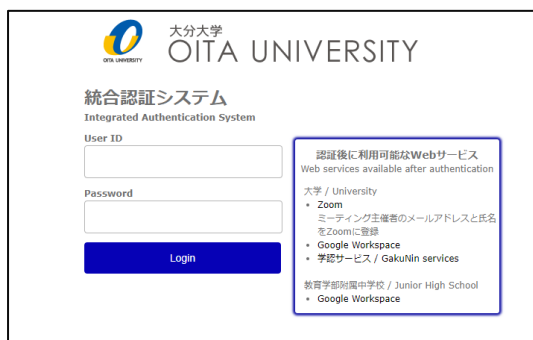 OITA UNIVERSITY
大分大学
OITA UNIVERSITY
統合認証システム
Integrated Authentication System
User ID
Password
Login
認証後に利用可能なWebサービス
Web services available after authentication
大学 / University
• Zoom
ミーティング主催者のメールアドレスと氏名
をZoomに登録
• Google Workspace
• 学認サービス / GakuNin services
教育学部附属中学校 / Junior High School
• Google Workspace